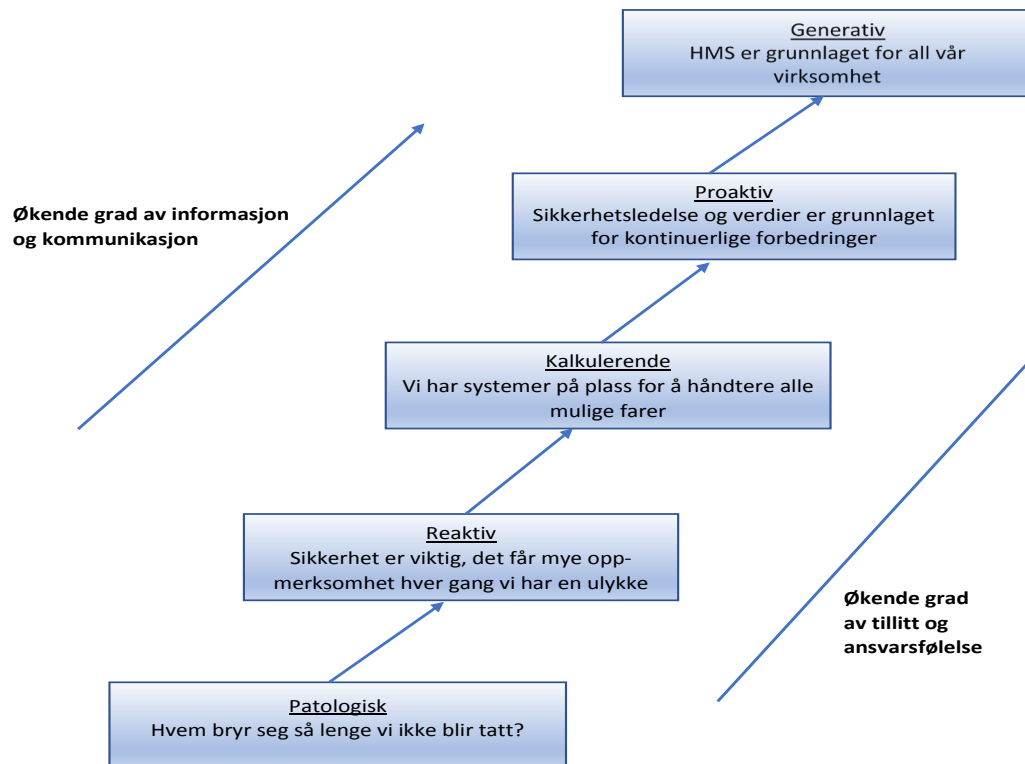 Generativ
HMS er grunnlaget for all vår
virksomhet
Økende grad av informasjon
og kommunikasjon
Proaktiv
Sikkerhetsledelse og verdier er grunnlaget
for kontinuerlige forbedringer
Kalkulerende
Vi har systemer på plass for å håndtere alle
mulige farer
Reaktiv
Sikkerhet er viktig, det får mye opp-
merksomhet hver gang vi har en ulykke
Økende grad
av tillitt og
ansvarsfølelse
Patologisk
Hvem bryr seg så lenge vi ikke blir tatt?